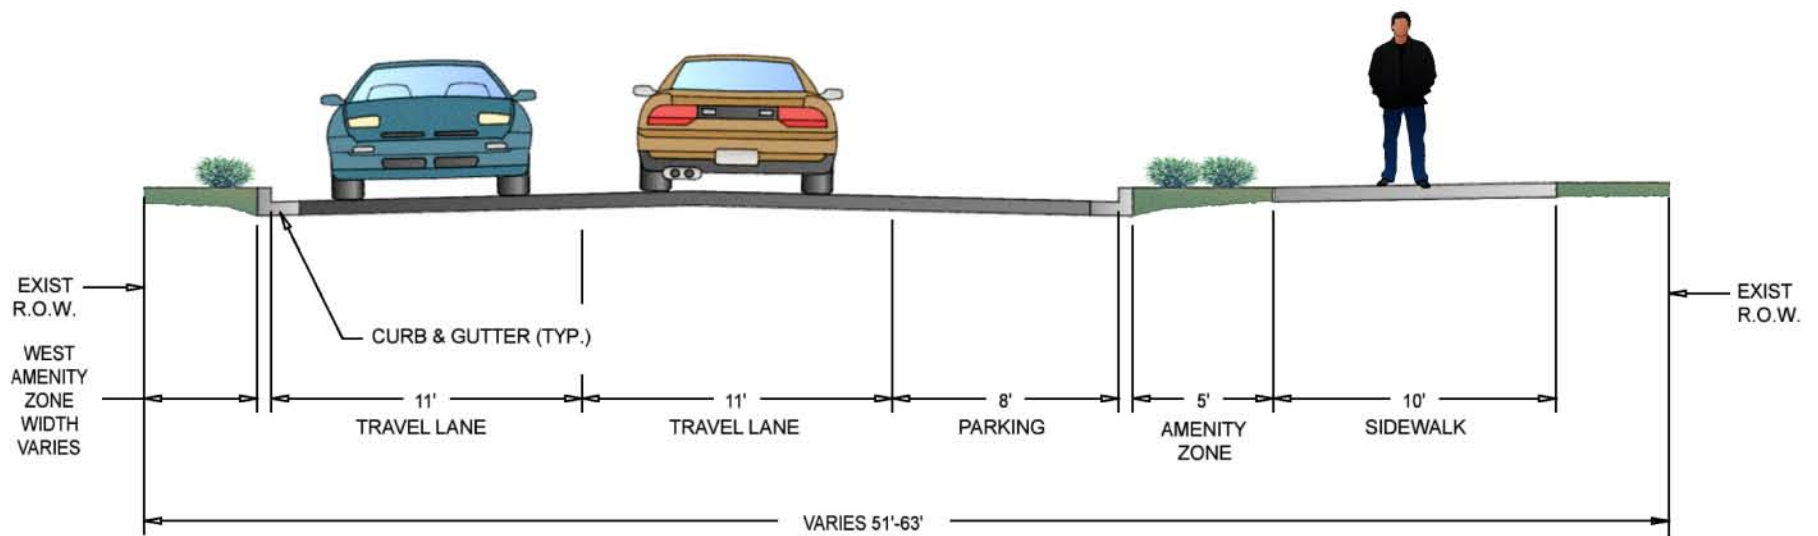 EXIST
R.O.W.
EXIST
R.O.W.
CURB & GUTTER (TYP.)
WEST
AMENITY
ZONE
WIDTH
VARIES
11'
TRAVEL LANE
11'
TRAVEL LANE
8'
PARKING
5'
AMENITY
ZONE
10'
SIDEWALK
VARIES 51'-63'